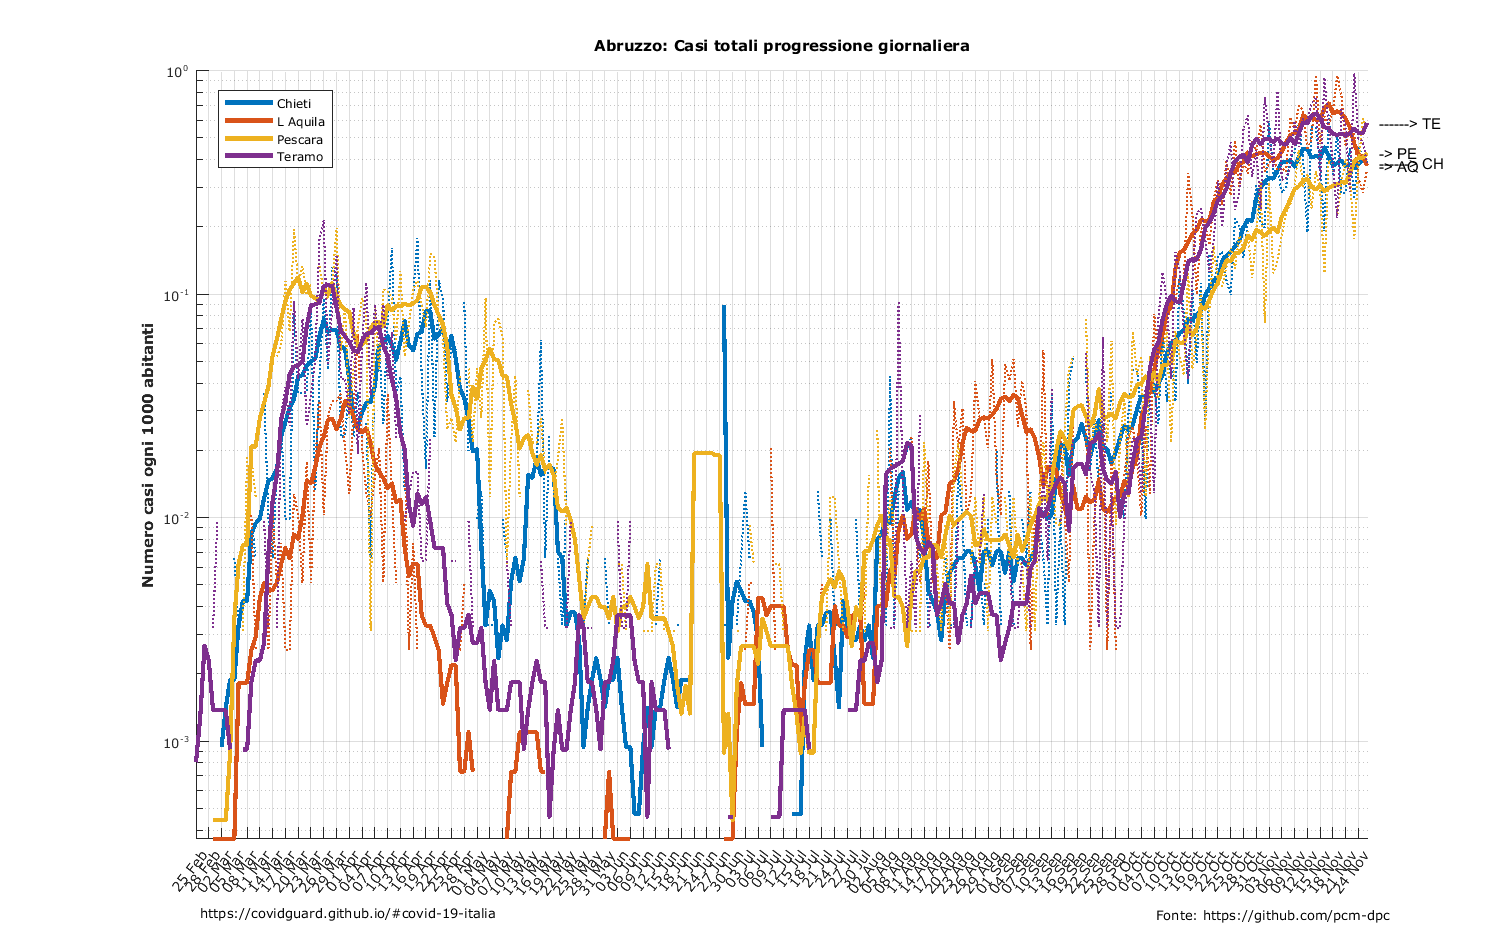 Abruzzo: Casi totali progressione giornaliera
Numero casi ogni 1000 abitanti
10⁰
10⁻¹
10⁻²
10⁻³
Chieti
L Aquila
Pescara
Teramo
------> TE
-> PE
------> CH
-> AQ
25 Feb
28 Feb
02 Mar
05 Mar
08 Mar
11 Mar
14 Mar
17 Mar
20 Mar
23 Mar
26 Mar
29 Mar
01 Apr
04 Apr
07 Apr
10 Apr
13 Apr
16 Apr
19 Apr
22 Apr
25 Apr
28 Apr
01 May
04 May
07 May
10 May
13 May
16 May
19 May
22 May
25 May
28 May
31 May
03 Jun
06 Jun
09 Jun
12 Jun
15 Jun
18 Jun
21 Jun
24 Jun
27 Jun
30 Jun
03 Jul
06 Jul
09 Jul
12 Jul
15 Jul
18 Jul
21 Jul
24 Jul
27 Jul
30 Jul
02 Aug
05 Aug
08 Aug
11 Aug
14 Aug
17 Aug
20 Aug
23 Aug
26 Aug
29 Aug
01 Sep
04 Sep
07 Sep
10 Sep
13 Sep
16 Sep
19 Sep
22 Sep
25 Sep
28 Sep
01 Oct
04 Oct
07 Oct
10 Oct
13 Oct
16 Oct
19 Oct
22 Oct
25 Oct
28 Oct
31 Oct
03 Nov
06 Nov
09 Nov
12 Nov
15 Nov
18 Nov
21 Nov
24 Nov
https://covidguard.github.io/#covid-19-italia
Fonte: https://github.com/pcm-dpc